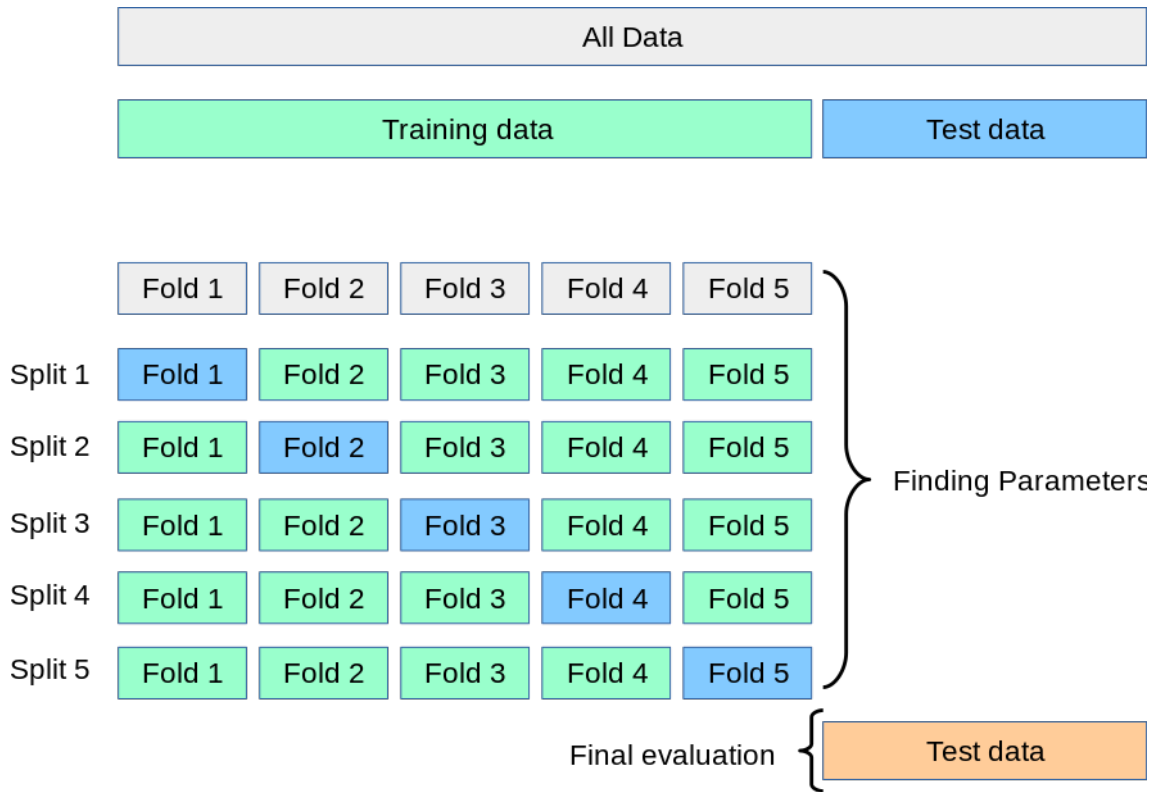 All Data
Training data Test data
Fold 1 Fold 2 Fold 3 Fold 4 Fold 5
Split 1 Fold 1 Fold 2 Fold 3 Fold 4 Fold 5
Split 2 Fold 1 Fold 2 Fold 3 Fold 4 Fold 5
Split 3 Fold 1 Fold 2 Fold 3 Fold 4 Fold 5
Split 4 Fold 1 Fold 2 Fold 3 Fold 4 Fold 5
Split 5 Fold 1 Fold 2 Fold 3 Fold 4 Fold 5
Finding Parameters
Final evaluation Test data